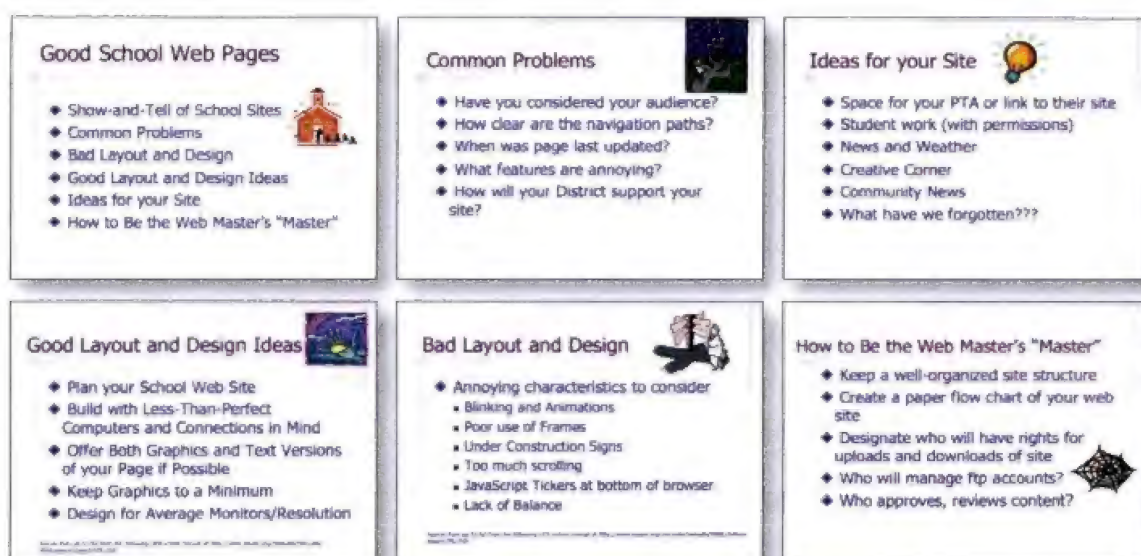 Good School Web Pages
Show-and-Tell of School Sites
Common Problems
Bad Layout and Design
Good Layout and Design Ideas
Ideas for your Site
How to Be the Web Master's "Master"
Common Problems
Have you considered your audience?
How clear are the navigation paths?
When was page last updated?
What features are annoying?
How will your District support your
site?
Ideas for your Site
Space for your PTA or link to their site
Student work (with permissions)
News and Weather
Creative Corner
Community News
What have we forgotten???
Good Layout and Design Ideas
Plan your School Web Site
Build with Less-Than-Perfect
Computers and Connections in Mind
Offer Both Graphics and Text Versions
of your Page if Possible
Keep Graphics to a Minimum
Design for Average Monitors/Resolution
Bad Layout and Design
Annoying characteristics to consider
Blinking and Animations
Poor use of Frames
Under Construction Signs
Too much scrolling
JavaScript Tickers at bottom of browser
Lack of Balance
How to Be the Web Master's "Master"
Keep a well-organized site structure
Create a paper flow chart of your web
site
Designate who will have rights for
uploads and downloads of site
Who will manage ftp accounts?
Who approves, reviews content?